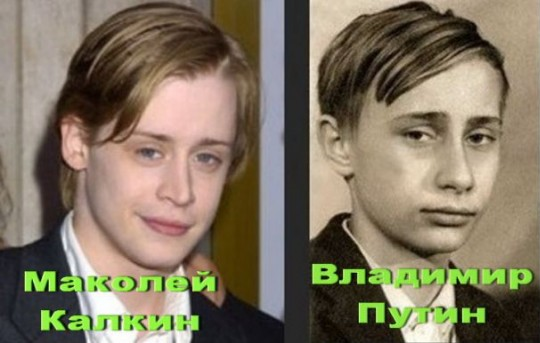 Маколей
Калкин
Владимир
Путин